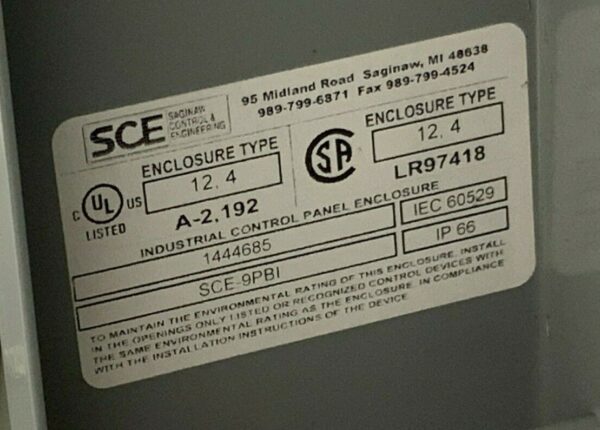 SCE
SAGINAW
CONTROL &
ENGINEERING
95 Midland Road Saginaw, MI 48638
989-799-6871 Fax 989-799-4524
C UL US
LISTED
ENCLOSURE TYPE
12, 4
A-2.192
SA
ENCLOSURE TYPE
12, 4
LR97418
INDUSTRIAL CONTROL PANEL ENCLOSURE
1444685
IEC 60529
SCE-9PBI
IP 66
TO MAINTAIN THE ENVIRONMENTAL RATING OF THIS ENCLOSURE, INSTALL
IN THE OPENINGS ONLY LISTED OR RECOGNIZED CONTROL DEVICES WITH
THE SAME ENVIRONMENTAL RATING AS THE ENCLOSURE, IN COMPLIANCE
WITH THE INSTALLATION INSTRUCTIONS OF THE DEVICE